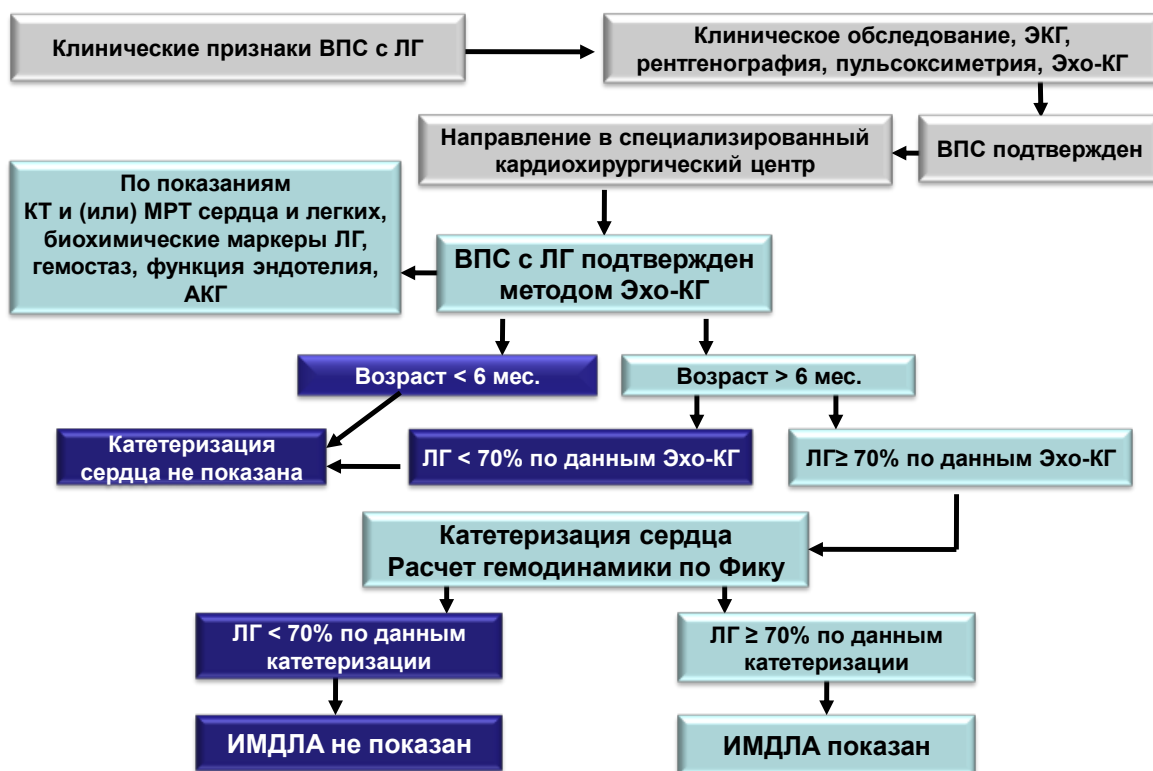 Клинические признаки ВПС с ЛГ
Клиническое обследование, ЭКГ,
рентгенография, пульсоксиметрия, Эхо-КГ
Направление в специализированный
кардиохирургический центр
ВПС подтвержден
По показаниям
КТ и (или) МРТ сердца и легких,
биохимические маркеры ЛГ,
гемостаз, функция эндотелия,
АКГ
ВПС с ЛГ подтвержден
методом Эхо-КГ
Возраст < 6 мес.
Возраст > 6 мес.
Катетеризация
сердца не показана
ЛГ < 70% по данным Эхо-КГ
ЛГ≥ 70% по данным Эхо-КГ
Катетеризация сердца
Расчет гемодинамики по Фику
ЛГ < 70% по данным
катетеризации
ЛГ ≥ 70% по данным
катетеризации
ИМДЛА не показан
ИМДЛА показан